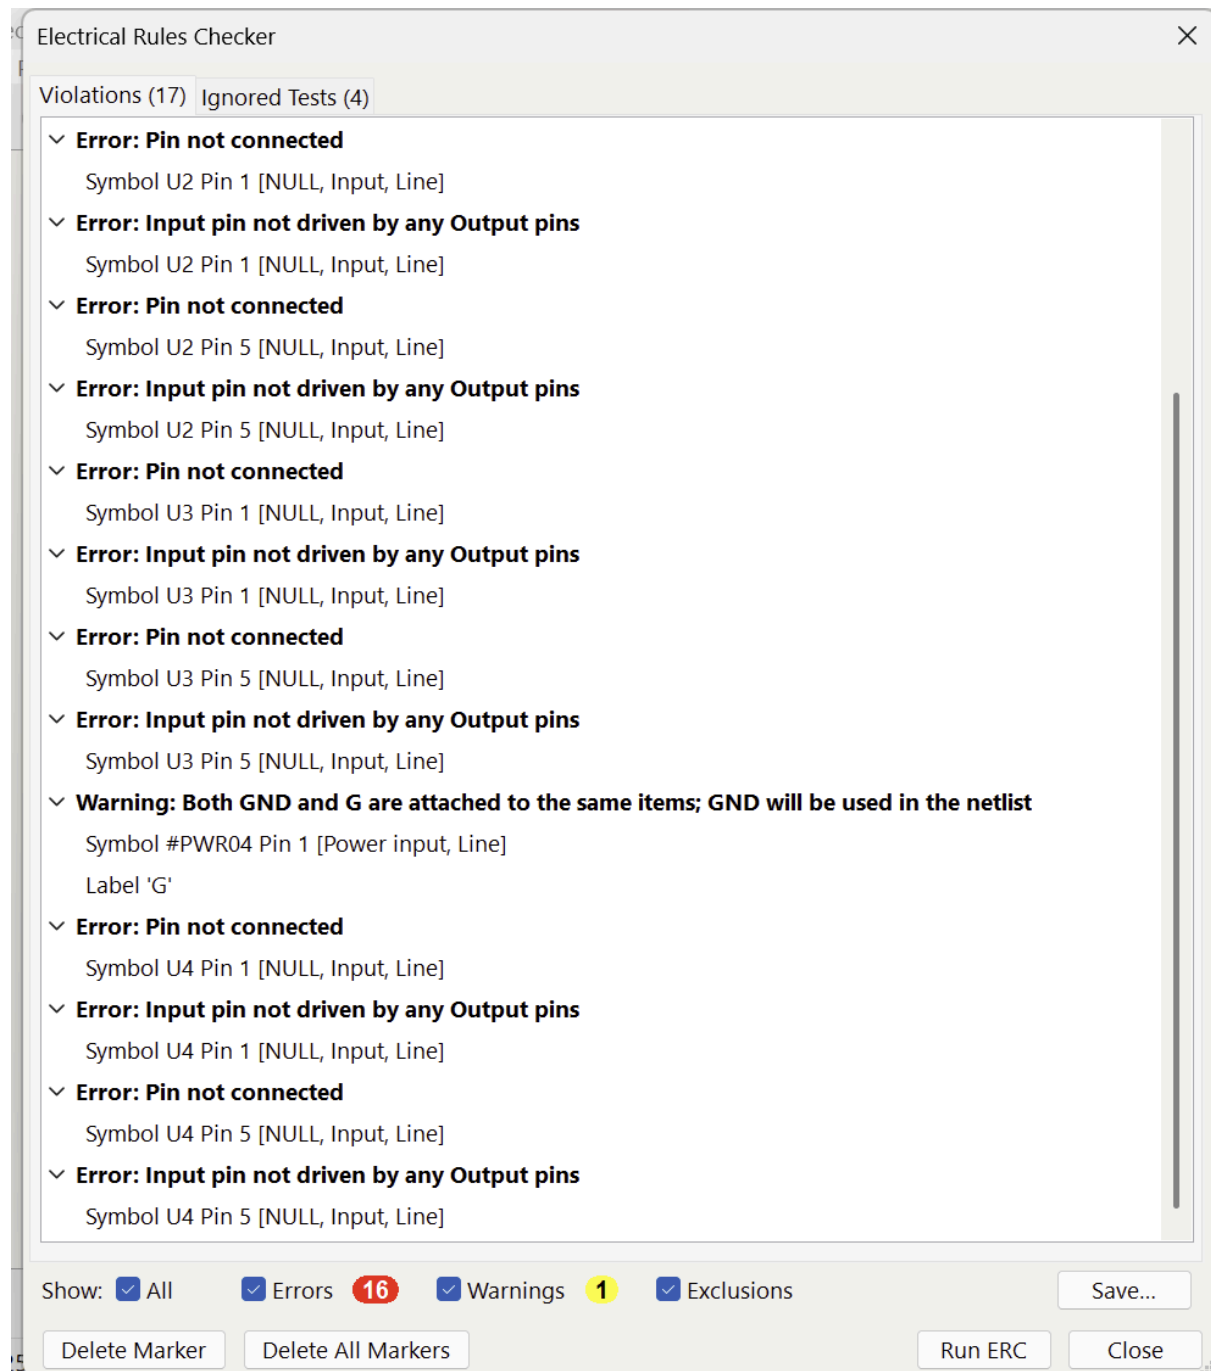 Electrical Rules Checker
Violations (17) Ignored Tests (4)
Error: Pin not connected
Symbol U2 Pin 1 [NULL, Input, Line]
Error: Input pin not driven by any Output pins
Symbol U2 Pin 1 [NULL, Input, Line]
Error: Pin not connected
Symbol U2 Pin 5 [NULL, Input, Line]
Error: Input pin not driven by any Output pins
Symbol U2 Pin 5 [NULL, Input, Line]
Error: Pin not connected
Symbol U3 Pin 1 [NULL, Input, Line]
Error: Input pin not driven by any Output pins
Symbol U3 Pin 1 [NULL, Input, Line]
Error: Pin not connected
Symbol U3 Pin 5 [NULL, Input, Line]
Error: Input pin not driven by any Output pins
Symbol U3 Pin 5 [NULL, Input, Line]
Warning: Both GND and G are attached to the same items; GND will be used in the netlist
Symbol #PWR04 Pin 1 [Power input, Line]
Label 'G'
Error: Pin not connected
Symbol U4 Pin 1 [NULL, Input, Line]
Error: Input pin not driven by any Output pins
Symbol U4 Pin 1 [NULL, Input, Line]
Error: Pin not connected
Symbol U4 Pin 5 [NULL, Input, Line]
Error: Input pin not driven by any Output pins
Symbol U4 Pin 5 [NULL, Input, Line]
Show: All Errors 16 Warnings 1 Exclusions Save...
Delete Marker Delete All Markers Run ERC Close